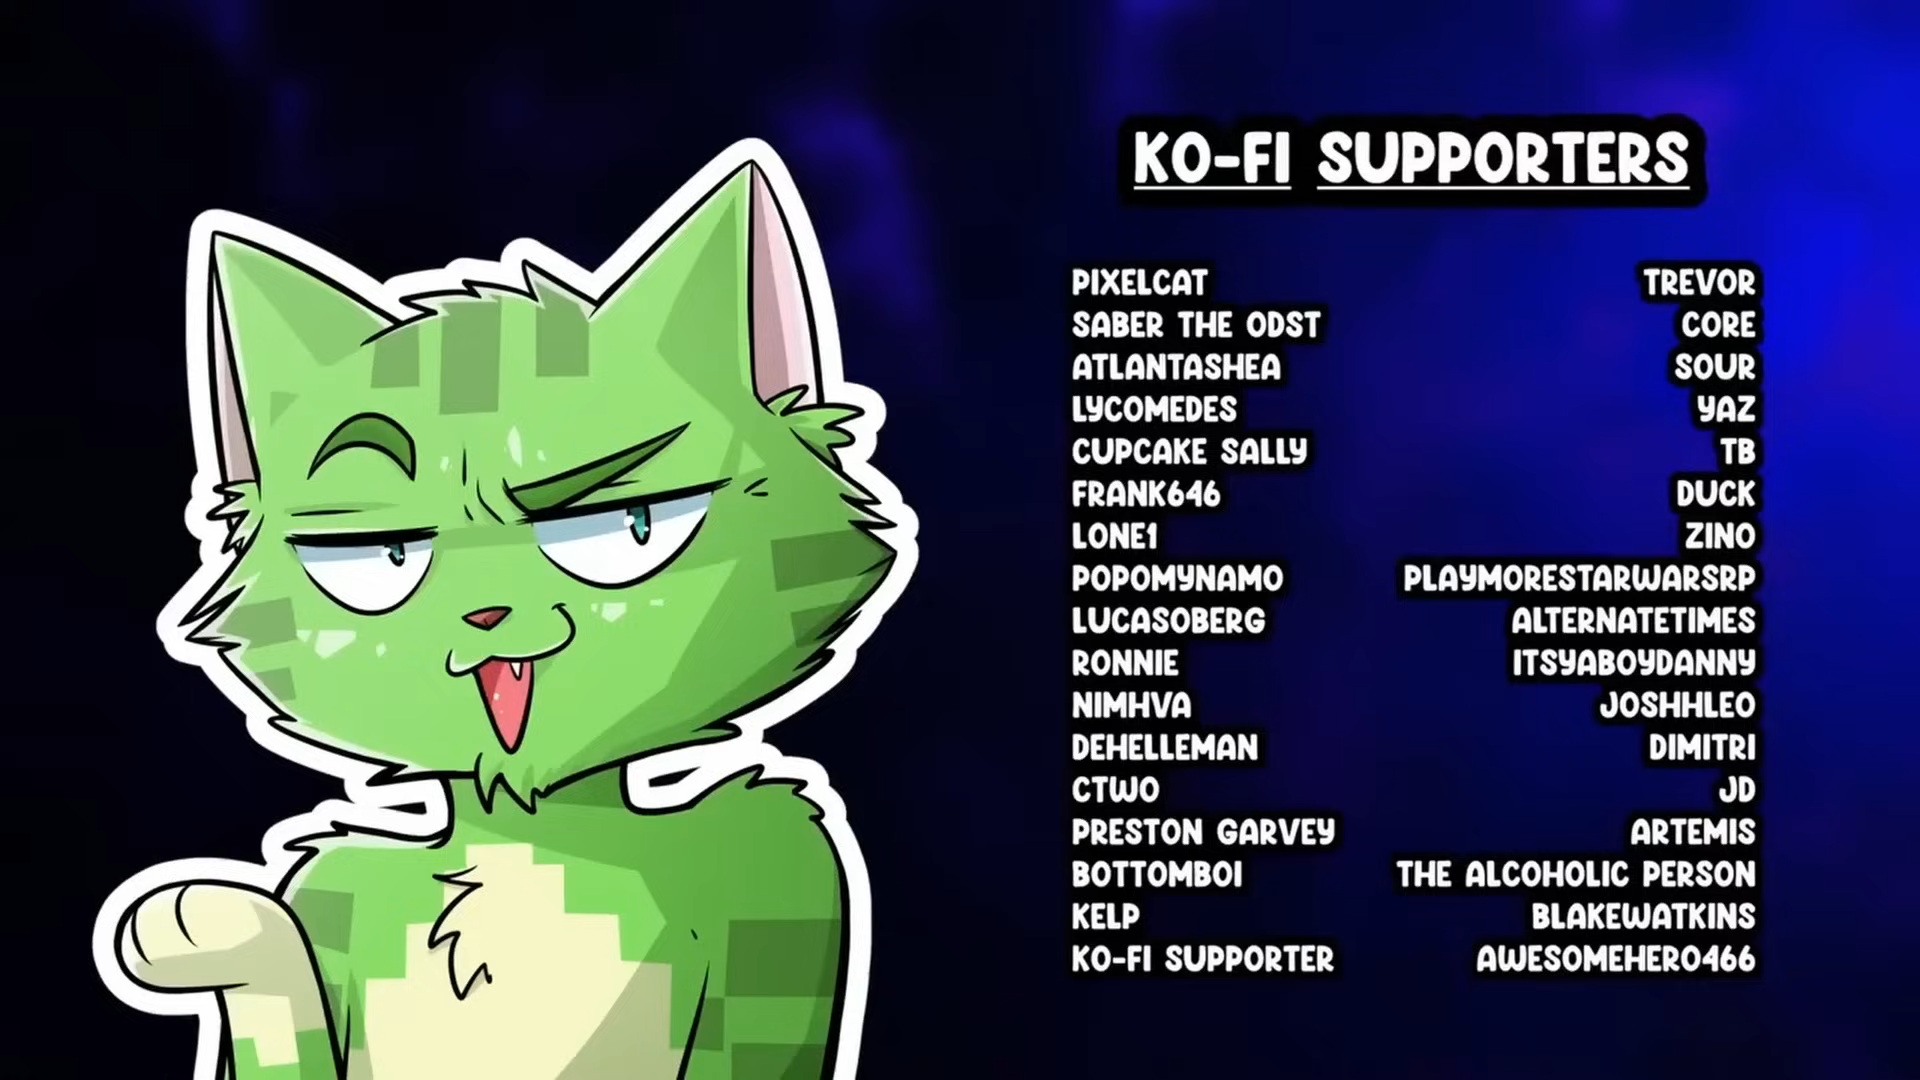 KO-FI SUPPORTERS
PIXELCAT
SABER THE ODST
ATLANTASHEA
LYCOMEDES
CUPCAKE SALLY
FRANK646
LONE1
POPOMYNAMO
LUCASOBERG
RONNIE
NIMHVA
DEHELLEMAN
CTWO
PRESTON GARVEY
BOTTOMBOI
KELP
KO-FI SUPPORTER
TREVOR
CORE
SOUR
YAZ
TB
DUCK
ZINO
PLAYMORESTARWARSRP
ALTERNATETIMES
ITSYABOYDANNY
JOSHHLEO
DIMITRI
JD
ARTEMIS
THE ALCOHOLIC PERSON
BLAKEWATKINS
AWESOMEHERO466